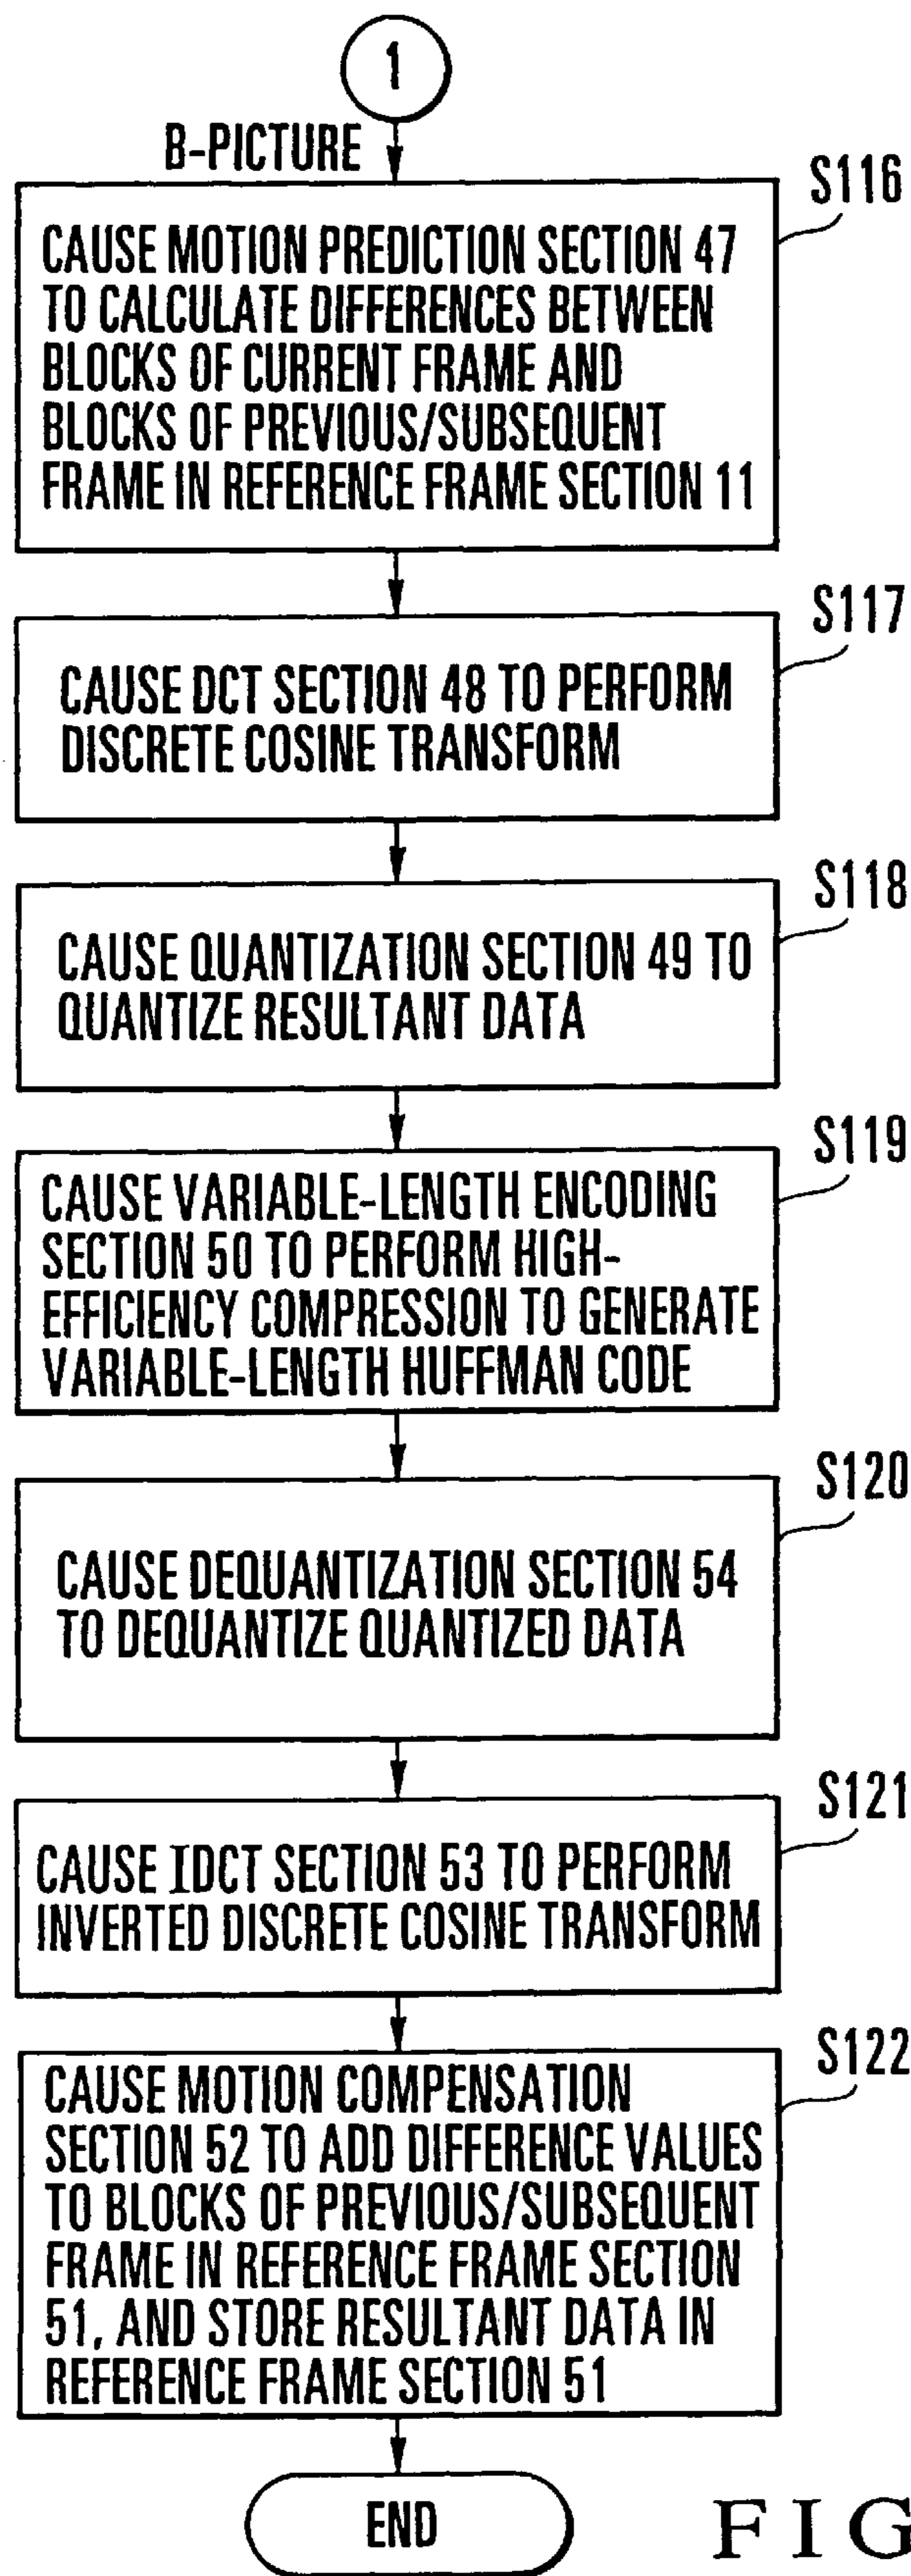 1
B-PICTURE
S116
CAUSE MOTION PREDICTION SECTION 47
TO CALCULATE DIFFERENCES BETWEEN
BLOCKS OF CURRENT FRAME AND
BLOCKS OF PREVIOUS/SUBSEQUENT
FRAME IN REFERENCE FRAME SECTION 11
S117
CAUSE DCT SECTION 48 TO PERFORM
DISCRETE COSINE TRANSFORM
S118
CAUSE QUANTIZATION SECTION 49 TO
QUANTIZE RESULTANT DATA
S119
CAUSE VARIABLE-LENGTH ENCODING
SECTION 50 TO PERFORM HIGH-
EFFICIENCY COMPRESSION TO GENERATE
VARIABLE-LENGTH HUFFMAN CODE
S120
CAUSE DEQUANTIZATION SECTION 54
TO DEQUANTIZE QUANTIZED DATA
S121
CAUSE IDCT SECTION 53 TO PERFORM
INVERTED DISCRETE COSINE TRANSFORM
S122
CAUSE MOTION COMPENSATION
SECTION 52 TO ADD DIFFERENCE VALUES
TO BLOCKS OF PREVIOUS/SUBSEQUENT
FRAME IN REFERENCE FRAME SECTION
51, AND STORE RESULTANT DATA IN
REFERENCE FRAME SECTION 51
END
FIG